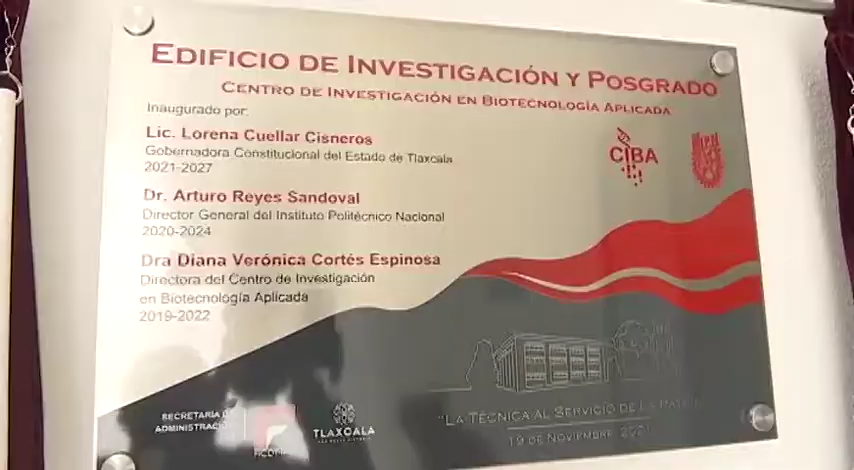 EDIFICIO DE INVESTIGACIÓN Y POSGRADO
CENTRO DE INVESTIGACIÓN EN BIOTECNOLOGÍA APLICADA
Inaugurado por:
Lic. Lorena Cuellar Cisneros
Gobernadora Constitucional del Estado de Tlaxcala
2021-2027
CIBA
Dr. Arturo Reyes Sandoval
Director General del Instituto Politécnico Nacional
2020-2024
Dra Diana Verónica Cortés Espinosa
Directora del Centro de Investigación
en Biotecnología Aplicada
2019-2022
SECRETARÍA DE
ADMINISTRACIÓN
TLAXCALA
"LA TÉCNICA AL SERVICIO DE LA
19 DE NOVIEMBRE